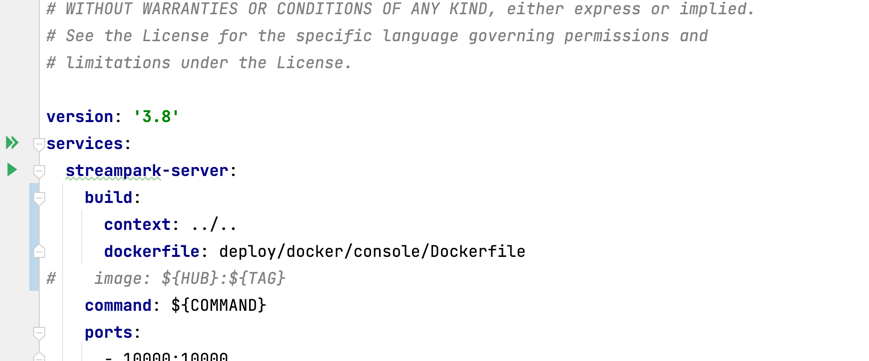 # WITHOUT WARRANTIES OR CONDITIONS OF ANY KIND, either express or implied.
# See the License for the specific language governing permissions and
# limitations under the License.
version: '3.8'
services:
  streampark-server:
    build:
      context: ../..
      dockerfile: deploy/docker/console/Dockerfile
#    image: ${HUB}:${TAG}
    command: ${COMMAND}
    ports:
      - 10000:10000